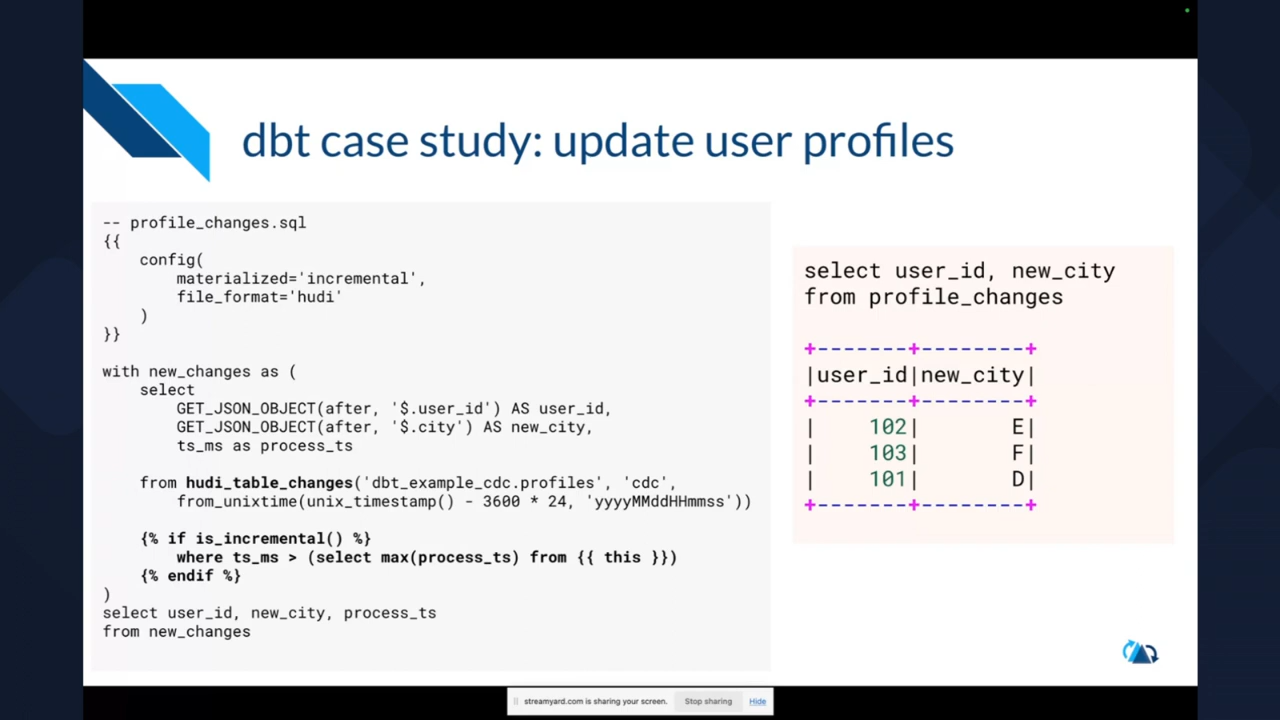 dbt case study: update user profiles
-- profile_changes.sql
{{
    config(
        materialized='incremental',
        file_format='hudi'
    )
}}
with new_changes as (
    select
        GET_JSON_OBJECT(after, '$.user_id') AS user_id,
        GET_JSON_OBJECT(after, '$.city') AS new_city,
        ts_ms as process_ts
    from hudi_table_changes('dbt_example_cdc.profiles', 'cdc',
        from_unixtime(unix_timestamp() - 3600 * 24, 'yyyyMMddHHmmss'))
    {% if is_incremental() %}
        where ts_ms > (select max(process_ts) from {{ this }})
    {% endif %}
)
select user_id, new_city, process_ts
from new_changes
select user_id, new_city
from profile_changes
+-------+--------+
|user_id|new_city|
+-------+--------+
|    102|       E|
|    103|       F|
|    101|       D|
+-------+--------+
streamyard.com is sharing your screen. Stop sharing Hide